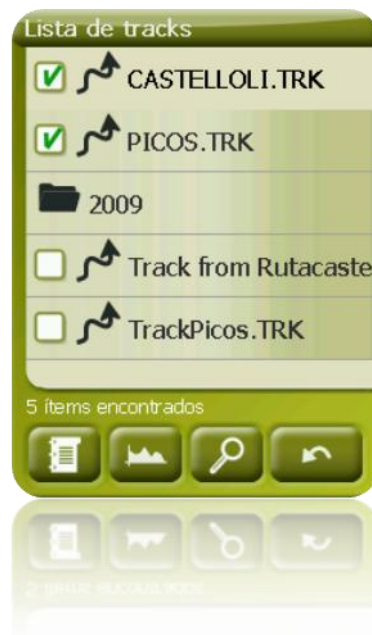 Lista de tracks
CASTELLOLI.TRK
PICOS.TRK
2009
Track from Rutacaste
TrackPicos.TRK
5 ítems encontrados